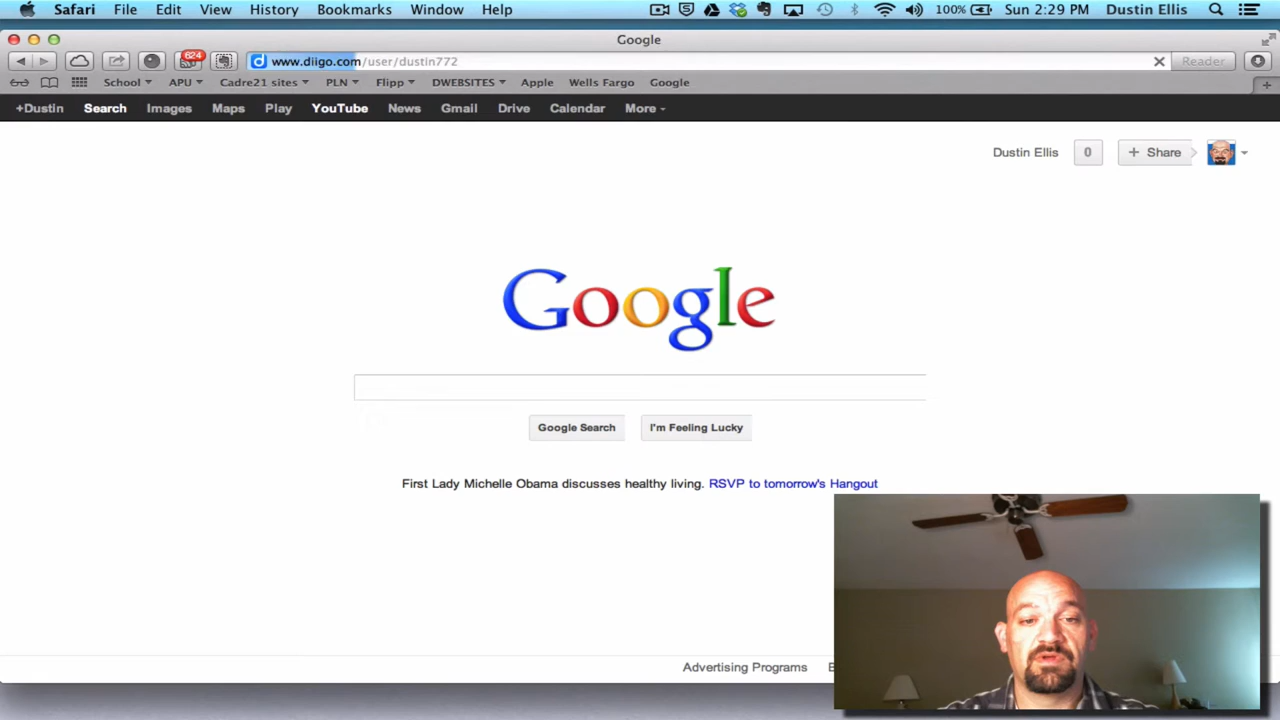 Safari File Edit View History Bookmarks Window Help 100% Sun 2:29 PM Dustin Ellis
Google
624 www.diigo.com/user/dustin772 Reader
School APU Cadre21 sites PLN Flipp DWEBSITES Apple Wells Fargo Google
+Dustin Search Images Maps Play YouTube News Gmail Drive Calendar More
Dustin Ellis 0 + Share
Google
Google Search I'm Feeling Lucky
First Lady Michelle Obama discusses healthy living. RSVP to tomorrow's Hangout
Advertising Programs